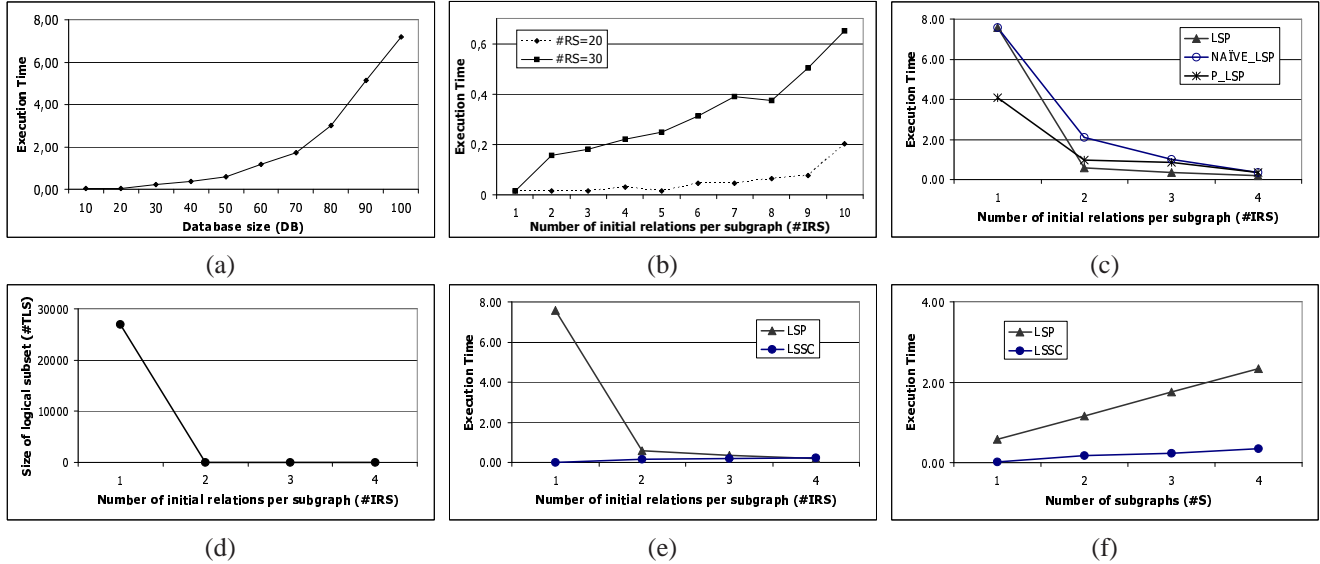 8,00
6,00
4,00
2,00
0,00
Execution Time
10 20 30 40 50 60 70 80 90 100
Database size (DB)
(a)
0,6
0,4
0,2
0
Execution Time
#RS=20
#RS=30
1 2 3 4 5 6 7 8 9 10
Number of initial relations per subgraph (#IRS)
(b)
8.00
6.00
4.00
2.00
0.00
Execution Time
LSP
NAÏVE_LSP
P_LSP
1 2 3 4
Number of initial relations per subgraph (#IRS)
(c)
30000
20000
10000
0
Size of logical subset (#TLS)
1 2 3 4
Number of initial relations per subgraph (#IRS)
(d)
8.00
6.00
4.00
2.00
0.00
Execution Time
LSP
LSSC
1 2 3 4
Number of initial relations per subgraph (#IRS)
(e)
4.00
2.00
0.00
Execution Time
LSP
LSSC
1 2 3 4
Number of subgraphs (#S)
(f)